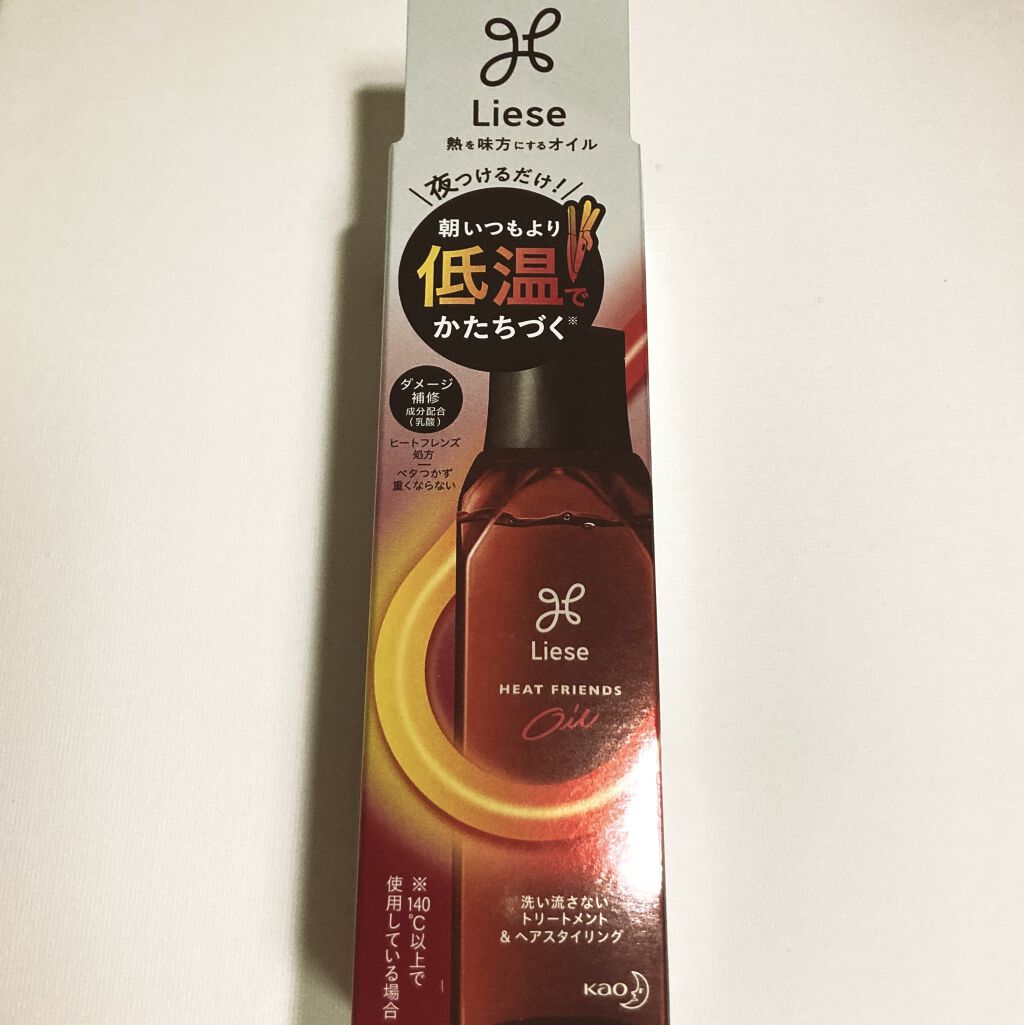 Liese
熱を味方にするオイル
夜つけるだけ！
朝いつもより
低温で
かたちづく※
ダメージ
補修
成分配合
（乳酸）
ヒートフレンズ
処方
ベタつかず
重くならない
Liese
HEAT FRIENDS
Oil
洗い流さない
トリートメント
& ヘアスタイリング
Kao
※140℃以上で
使用している場合